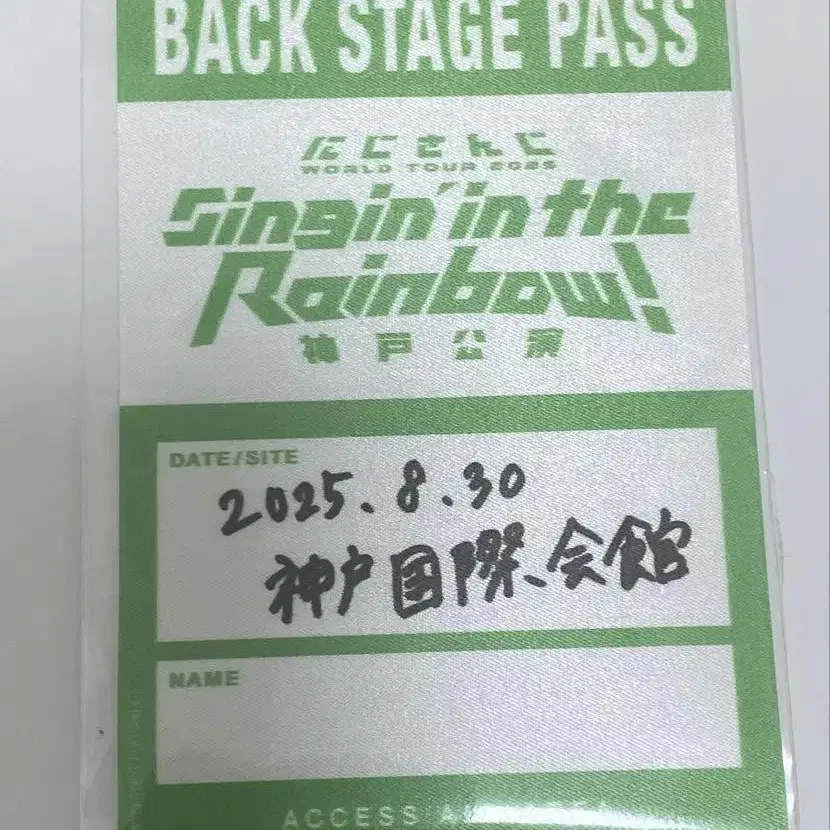 BACK STAGE PASS
にじさんじ
WORLD TOUR 2025
Singin' in the
Rainbow!
神戸公演
DATE/SITE
2025.8.30
神戸国際会館
NAME
ACCESS